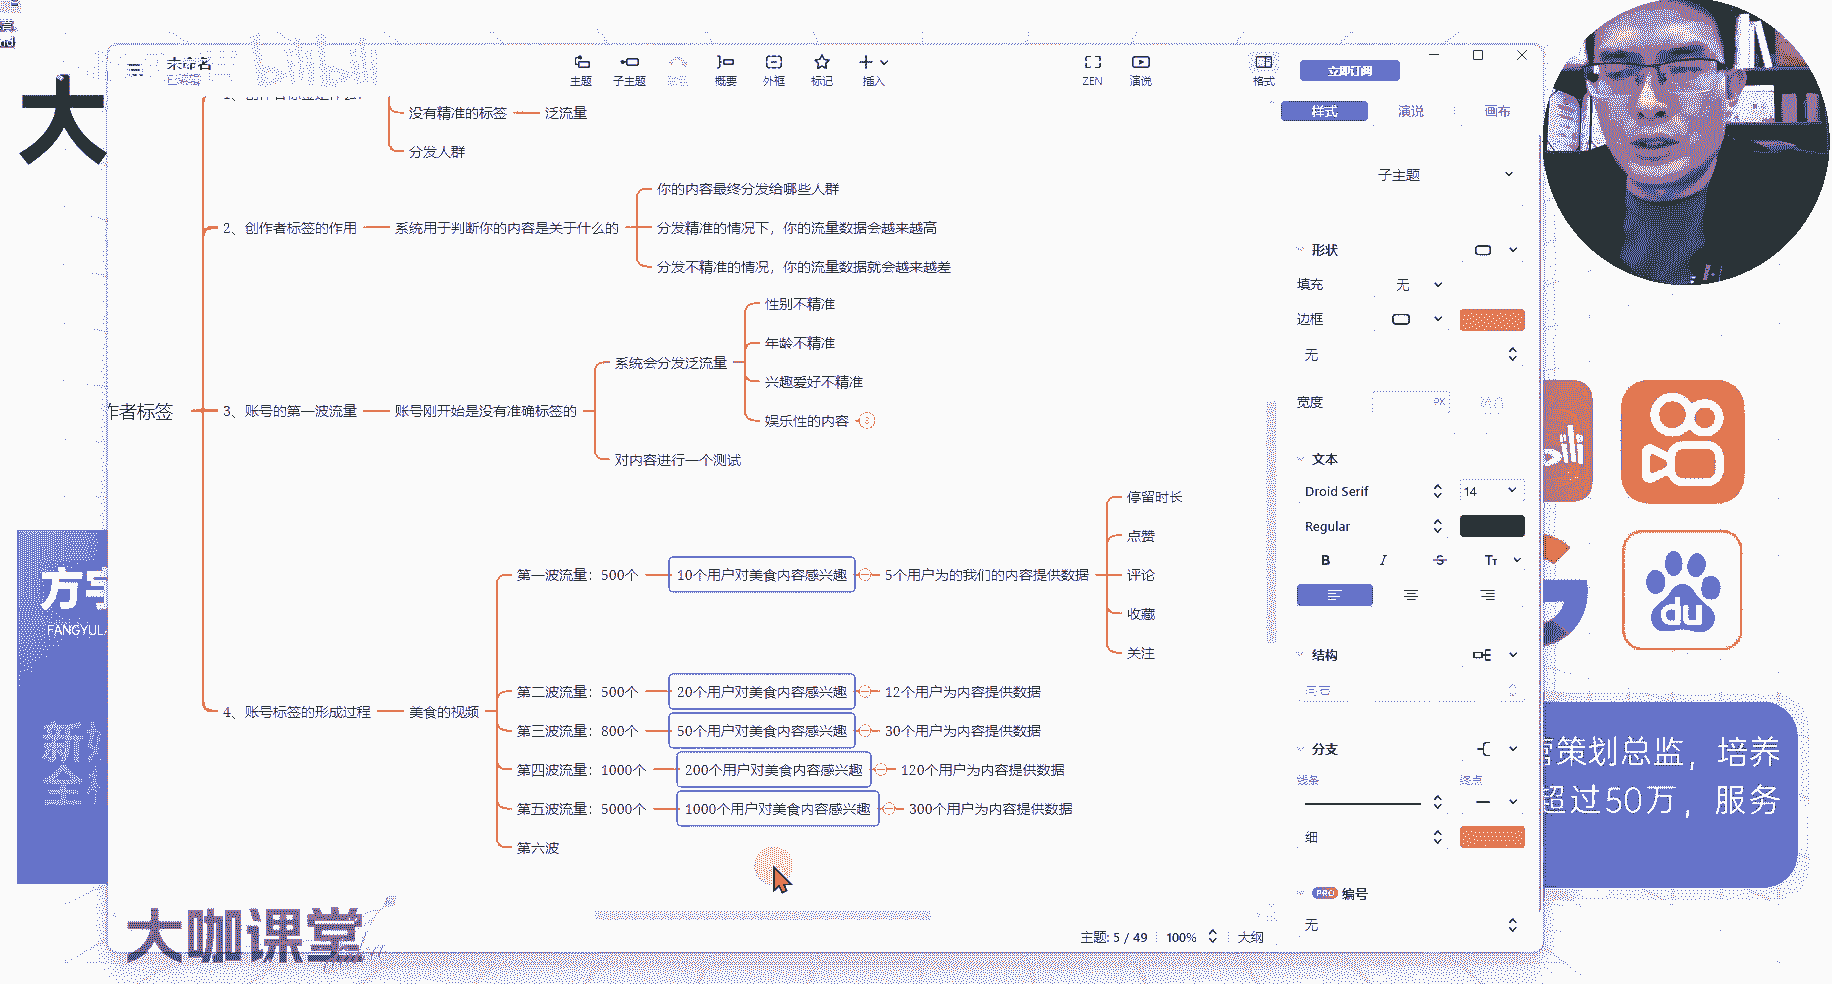 大
未命名
已编辑
bilibili
主题
子主题
联系
概要
外框
标记
插入
ZEN
演说
格式
立即订阅
样式
演说
画布
没有精准的标签
泛流量
分发人群
2、创作者标签的作用
系统用于判断你的内容是关于什么的
你的内容最终分发给哪些人群
分发精准的情况下，你的流量数据会越来越高
分发不精准的情况，你的流量数据就会越来越差
作者标签
3、账号的第一波流量
账号刚开始是没有准确标签的
系统会分发泛流量
性别不精准
年龄不精准
兴趣爱好不精准
娱乐性的内容
对内容进行一个测试
4、账号标签的形成过程
美食的视频
第一波流量：500个
10个用户对美食内容感兴趣
5个用户为的我们的内容提供数据
停留时长
点赞
评论
收藏
关注
第二波流量：500个
20个用户对美食内容感兴趣
12个用户为内容提供数据
第三波流量：800个
50个用户对美食内容感兴趣
30个用户为内容提供数据
第四波流量：1000个
200个用户对美食内容感兴趣
120个用户为内容提供数据
第五波流量：5000个
1000个用户对美食内容感兴趣
300个用户为内容提供数据
第六波
子主题
形状
填充
无
边框
无
宽度
PX
文本
Droid Serif
14
Regular
B
I
S
Tт
结构
分支
线条
终点
细
PRO
编号
无
主题: 5 / 49
100%
大纲
方宇
FANGYUL
新
全
大咖课堂
du
营策划总监，培养
超过50万，服务